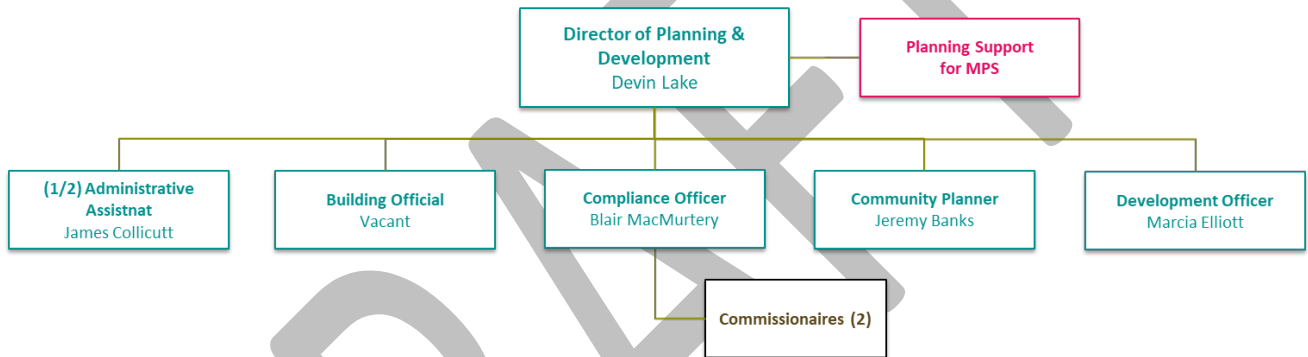 Director of Planning &
Development
Devin Lake
Planning Support
for MPS
(1/2) Administrative
Assistnat
James Collicutt
Building Official
Vacant
Compliance Officer
Blair MacMurtery
Community Planner
Jeremy Banks
Development Officer
Marcia Elliott
Commissionaires (2)
DRAFT